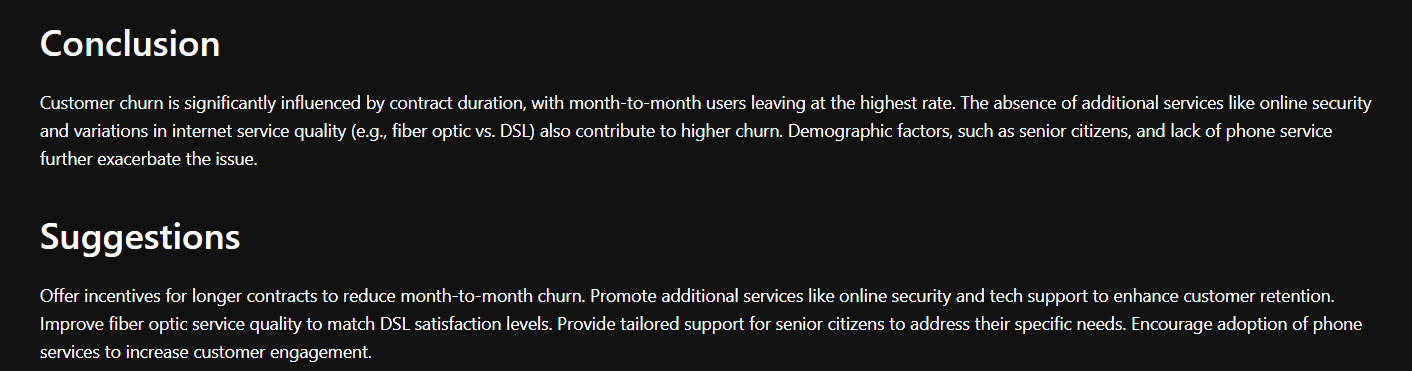 Conclusion
Customer churn is significantly influenced by contract duration, with month-to-month users leaving at the highest rate. The absence of additional services like online security
and variations in internet service quality (e.g., fiber optic vs. DSL) also contribute to higher churn. Demographic factors, such as senior citizens, and lack of phone service
further exacerbate the issue.
Suggestions
Offer incentives for longer contracts to reduce month-to-month churn. Promote additional services like online security and tech support to enhance customer retention.
Improve fiber optic service quality to match DSL satisfaction levels. Provide tailored support for senior citizens to address their specific needs. Encourage adoption of phone
services to increase customer engagement.